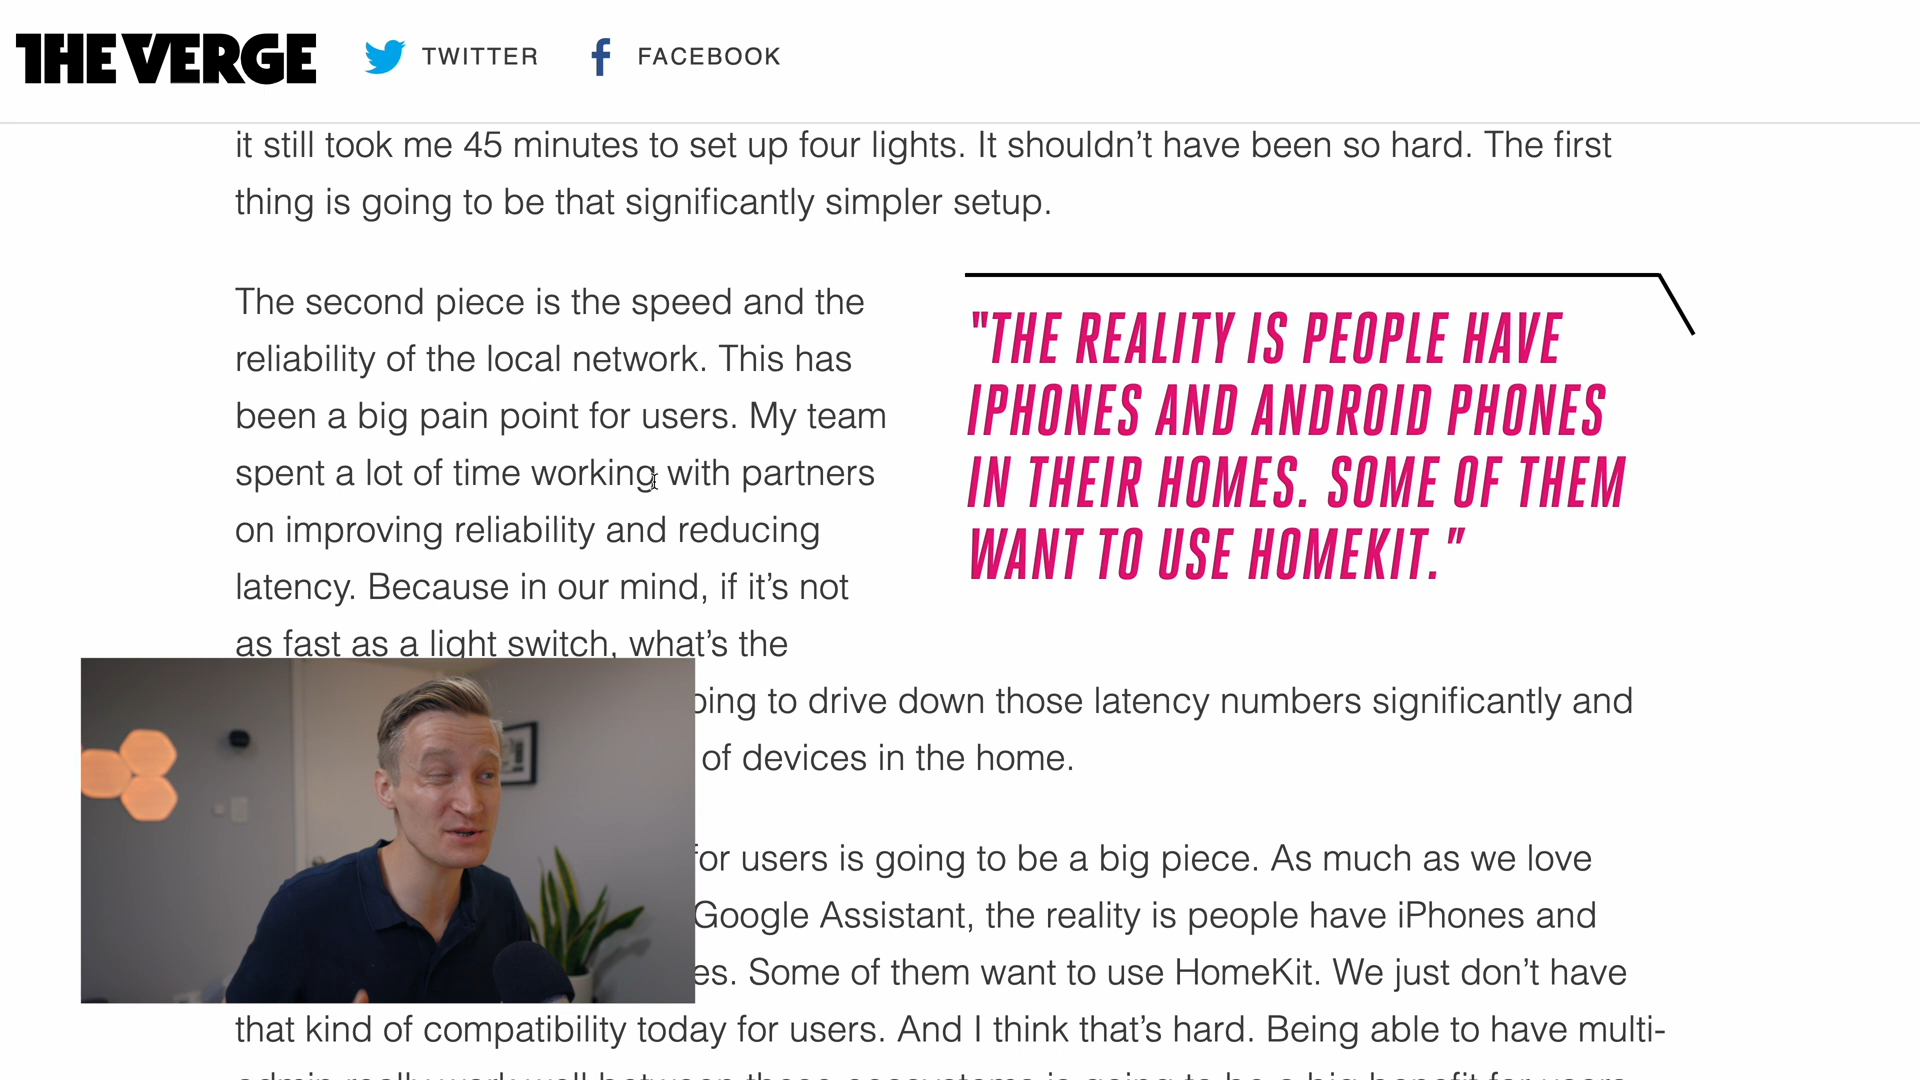 THE VERGE
TWITTER
FACEBOOK
it still took me 45 minutes to set up four lights. It shouldn’t have been so hard. The first
thing is going to be that significantly simpler setup.
The second piece is the speed and the
reliability of the local network. This has
been a big pain point for users. My team
spent a lot of time working with partners
on improving reliability and reducing
latency. Because in our mind, if it’s not
as fast as a light switch, what’s the
"THE REALITY IS PEOPLE HAVE
IPHONES AND ANDROID PHONES
IN THEIR HOMES. SOME OF THEM
WANT TO USE HOMEKIT.”
to drive down those latency numbers significantly and
of devices in the home.
for users is going to be a big piece. As much as we love
Google Assistant, the reality is people have iPhones and
Some of them want to use HomeKit. We just don’t have
that kind of compatibility today for users. And I think that’s hard. Being able to have multi-